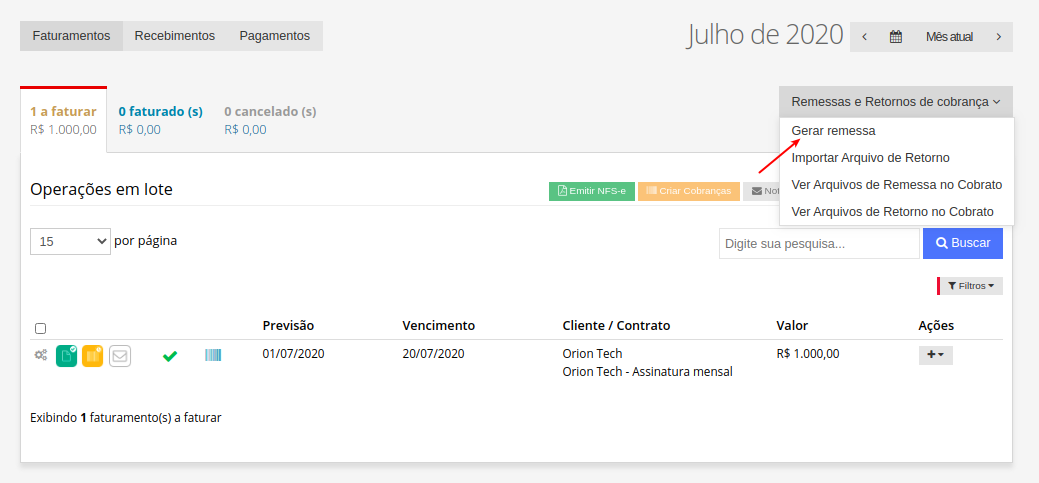 Faturamentos Recebimentos Pagamentos
Julho de 2020
Mês atual
1 a faturar
R$ 1.000,00
0 faturado (s)
R$ 0,00
0 cancelado (s)
R$ 0,00
Remessas e Retornos de cobrança
Gerar remessa
Importar Arquivo de Retorno
Ver Arquivos de Remessa no Cobrato
Ver Arquivos de Retorno no Cobrato
Operações em lote
Emitir NFS-e
Criar Cobranças
15 por página
Digite sua pesquisa...
Buscar
Filtros
Previsão Vencimento Cliente / Contrato Valor Ações
01/07/2020 20/07/2020 Orion Tech R$ 1.000,00
Orion Tech - Assinatura mensal
Exibindo 1 faturamento(s) a faturar